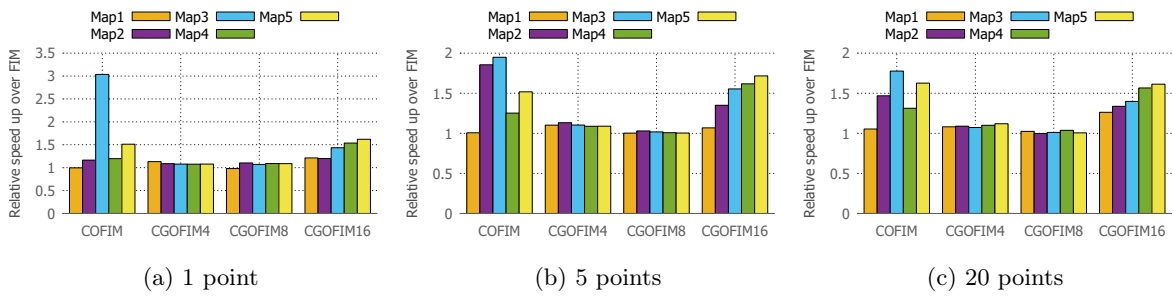 Map1 Map3 Map5
Map2 Map4
Relative speed up over FIM
3.5
3
2.5
2
1.5
1
0.5
0
COFIM CGOFIM4 CGOFIM8 CGOFIM16
(a) 1 point
Map1 Map3 Map5
Map2 Map4
Relative speed up over FIM
2
1.5
1
0.5
0
COFIM CGOFIM4 CGOFIM8 CGOFIM16
(b) 5 points
Map1 Map3 Map5
Map2 Map4
Relative speed up over FIM
2
1.5
1
0.5
0
COFIM CGOFIM4 CGOFIM8 CGOFIM16
(c) 20 points